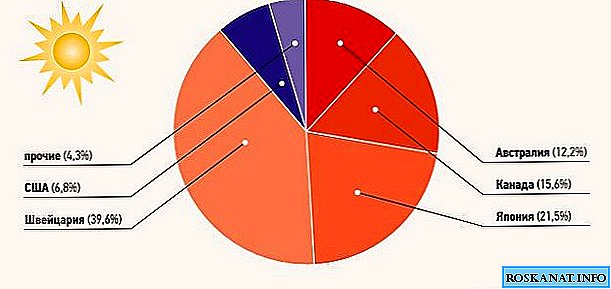 прочие (4,3%)
США (6,8%)
Швейцария (39,6%)
Австралия (12,2%)
Канада (15,6%)
Япония (21,5%)
ROSKANAT.INFO